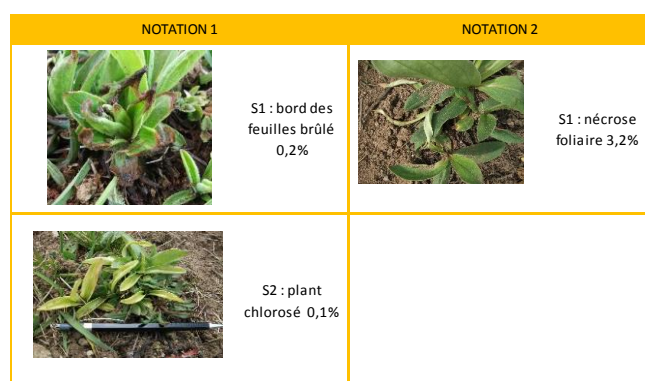 NOTATION 1
NOTATION 2
S1 : bord des
feuilles brûlé
0,2%
S1 : nécrose
foliaire 3,2%
S2 : plant
chlorosé 0,1%